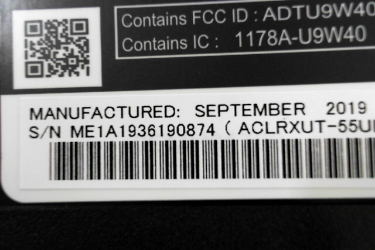 Contains FCC ID : ADTU9W40
Contains IC : 1178A-U9W40
MANUFACTURED: SEPTEMBER 2019
S/N ME1A1936190874 ( ACLRXUT-55U